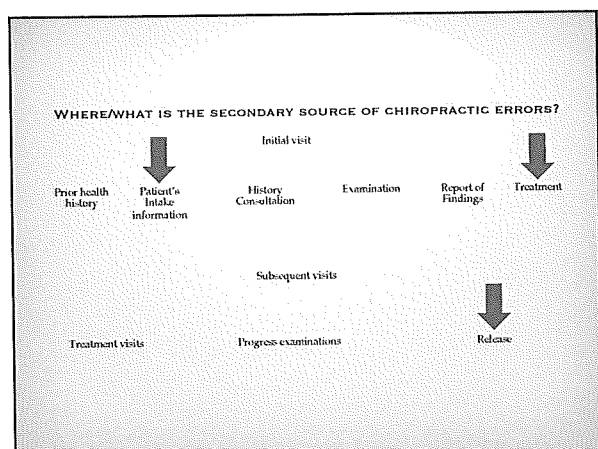 WHERE/WHAT IS THE SECONDARY SOURCE OF CHIROPRACTIC ERRORS?
Initial visit
Prior health
history
Patient's
Intake
information
History
Consultation
Examination
Report of
Findings
Treatment
Subsequent visits
Treatment visits
Progress examinations
Release